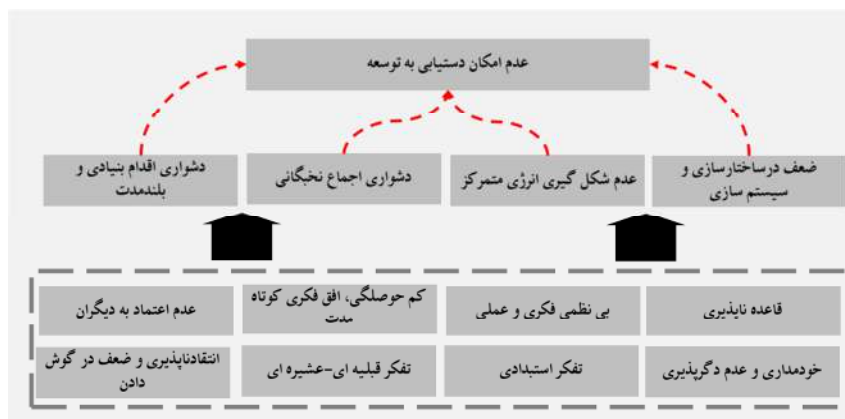 عدم امکان دستیابی به توسعه
ضعف درساختارسازی و
سیستم سازی
عدم شکل گیری انرژی متمرکز
دشواری اجماع نخبگانی
دشواری اقدام بنیادی و
بلندمدت
قاعده ناپذیری
بی نظمی فکری و عملی
کم حوصلگی، افق فکری کوتاه
مدت
عدم اعتماد به دیگران
خودمداری و عدم دگرپذیری
تفکر استبدادی
تفکر قبلیه ای-عشیره ای
انتقادناپذیری و ضعف در گوش
دادن